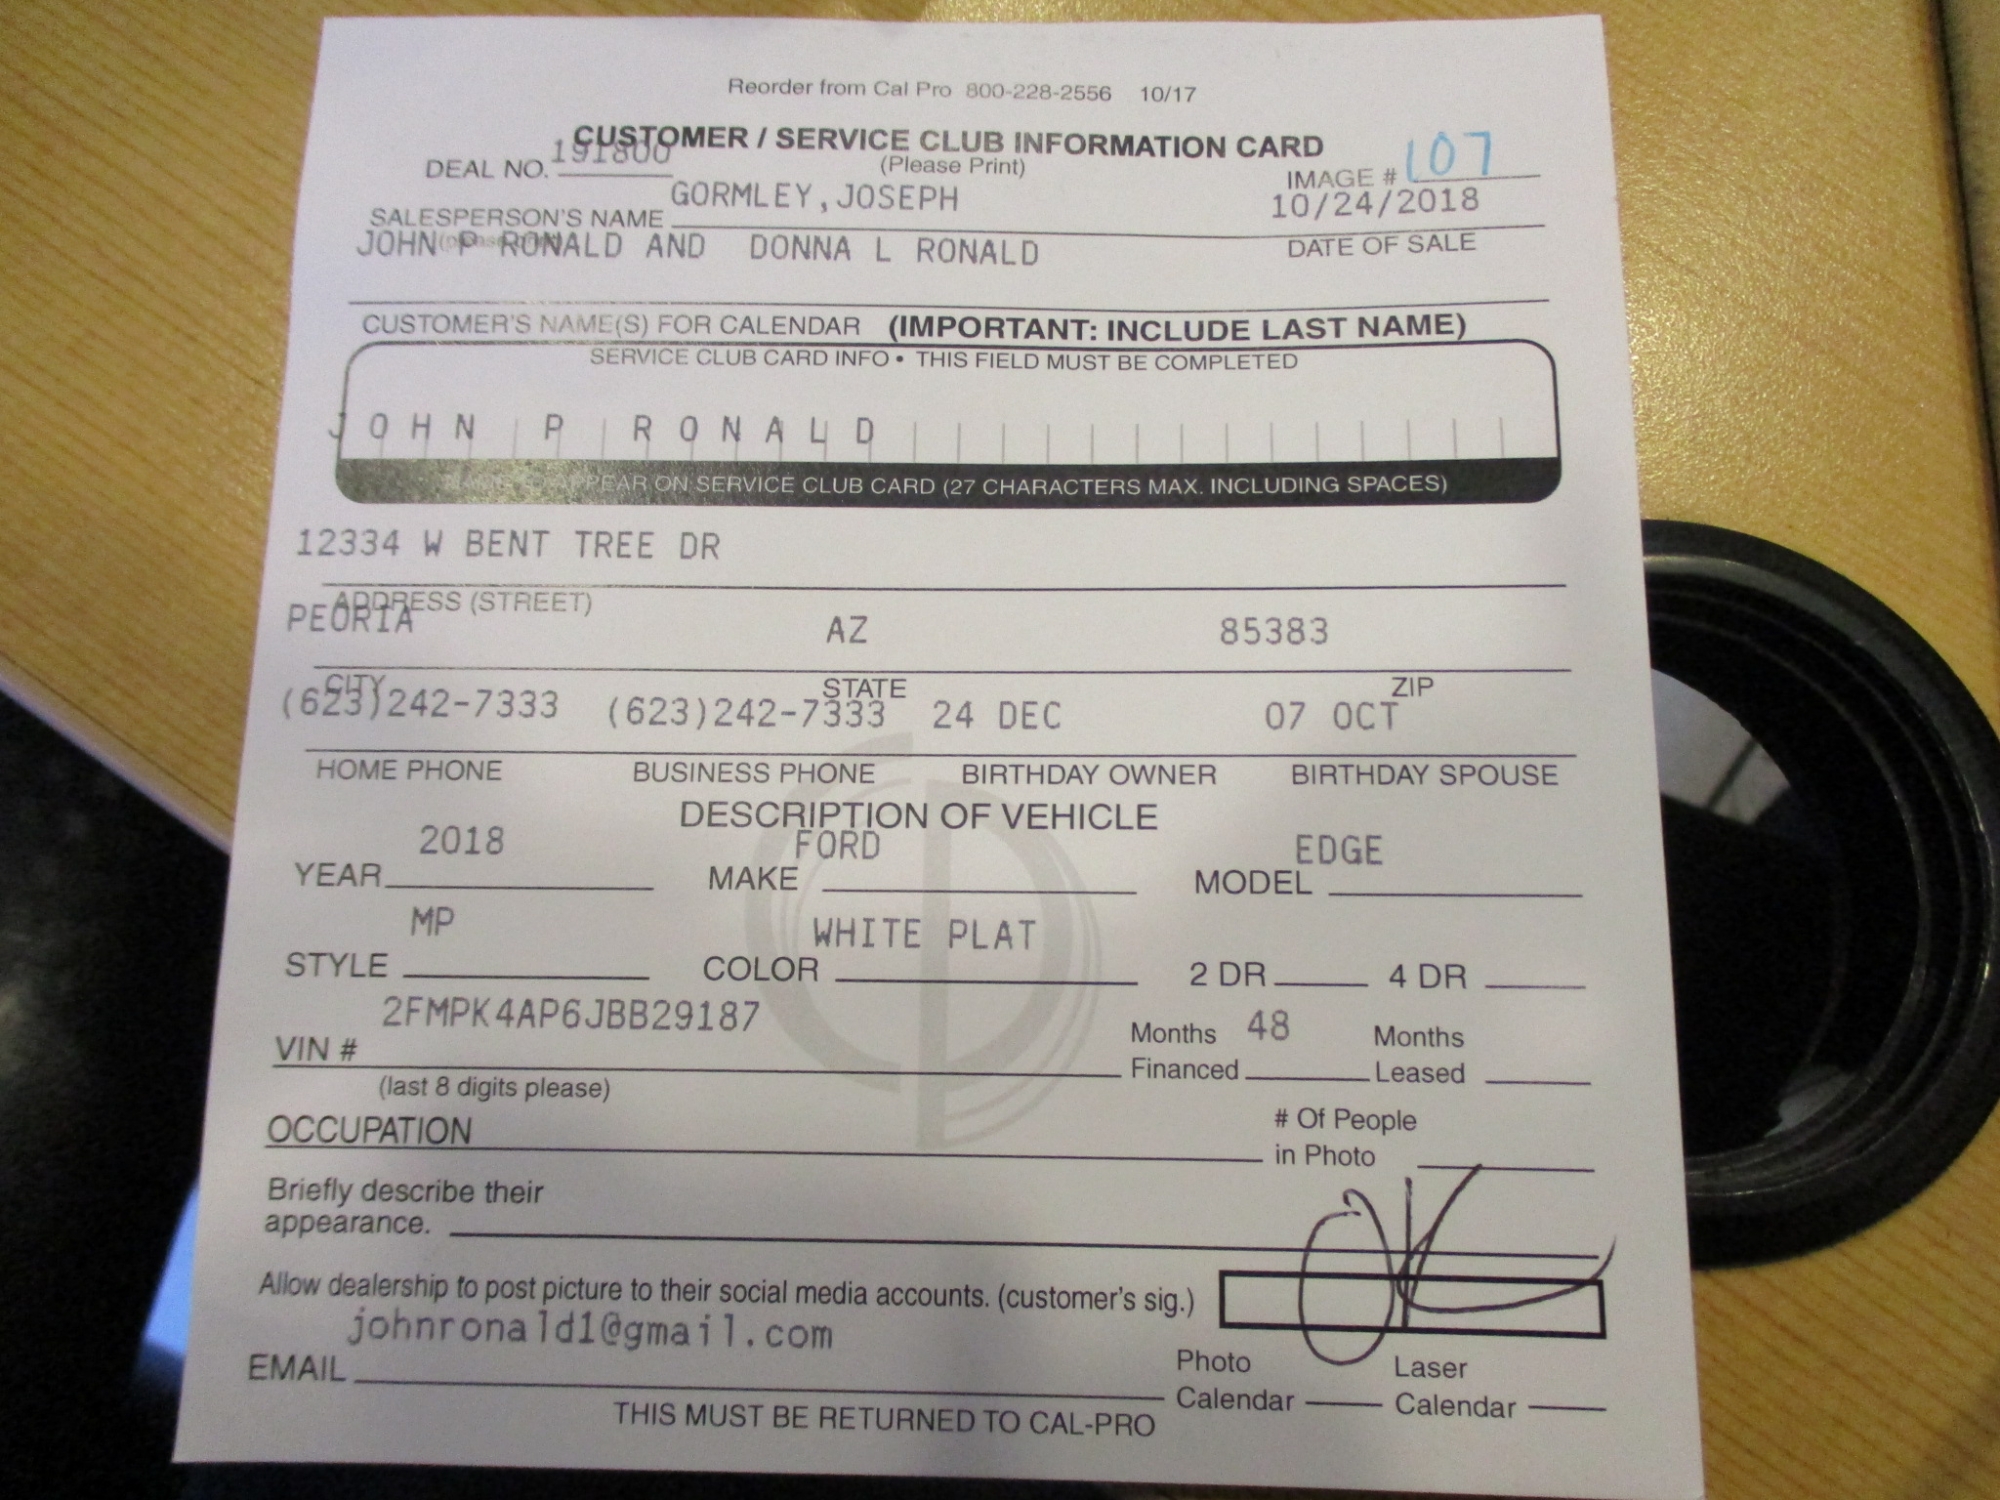 Reorder from Cal Pro 800-228-2556 10/17
CUSTOMER / SERVICE CLUB INFORMATION CARD
(Please Print)
DEAL NO. 191800
IMAGE # 107
SALESPERSON'S NAME GORMLEY,JOSEPH
10/24/2018
DATE OF SALE
JOHN P RONALD AND DONNA L RONALD
CUSTOMER'S NAME(S) FOR CALENDAR (IMPORTANT: INCLUDE LAST NAME)
SERVICE CLUB CARD INFO • THIS FIELD MUST BE COMPLETED
JOHN P RONALD
NAME TO APPEAR ON SERVICE CLUB CARD (27 CHARACTERS MAX. INCLUDING SPACES)
12334 W BENT TREE DR
ADDRESS (STREET)
PEORIA AZ 85383
CITY STATE ZIP
(623)242-7333 (623)242-7333 24 DEC 07 OCT
HOME PHONE BUSINESS PHONE BIRTHDAY OWNER BIRTHDAY SPOUSE
DESCRIPTION OF VEHICLE
2018 FORD EDGE
YEAR MAKE MODEL
MP WHITE PLAT
STYLE COLOR 2 DR 4 DR
2FMPK4AP6JBB29187
VIN #
(last 8 digits please)
Months Financed 48 Months Leased
OCCUPATION
# Of People in Photo
Briefly describe their
appearance.
Allow dealership to post picture to their social media accounts. (customer's sig.)
johnronald1@gmail.com
EMAIL
Photo Calendar Laser Calendar
THIS MUST BE RETURNED TO CAL-PRO